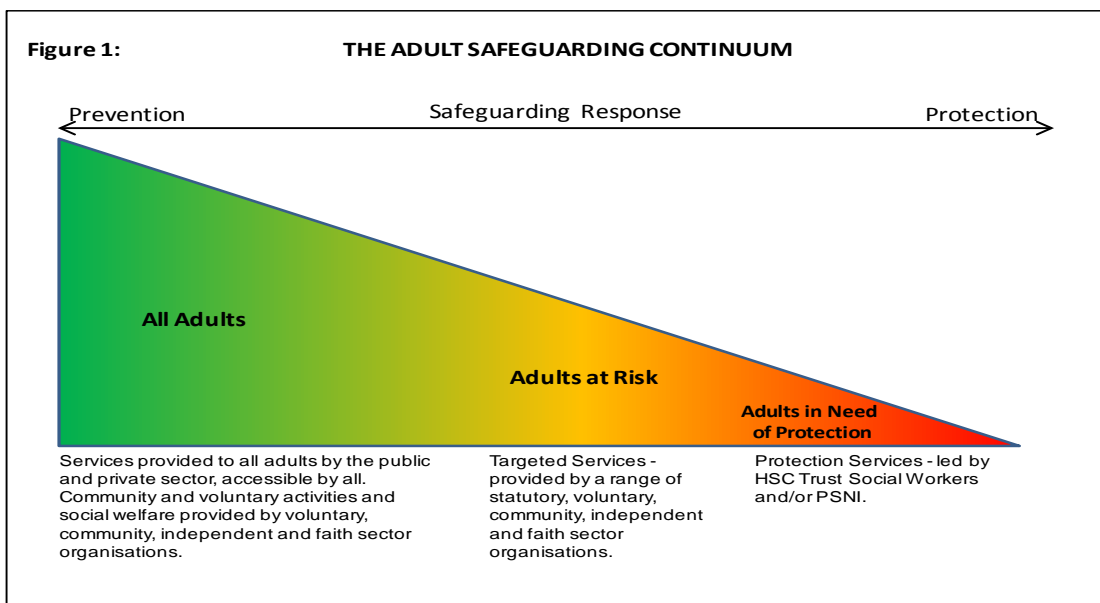 Figure 1: THE ADULT SAFEGUARDING CONTINUUM
Prevention Safeguarding Response Protection
All Adults
Adults at Risk
Adults in Need
of Protection
Services provided to all adults by the public
and private sector, accessible by all.
Community and voluntary activities and
social welfare provided by voluntary,
community, independent and faith sector
organisations.
Targeted Services -
provided by a range of
statutory, voluntary,
community, independent
and faith sector
organisations.
Protection Services - led by
HSC Trust Social Workers
and/or PSNI.